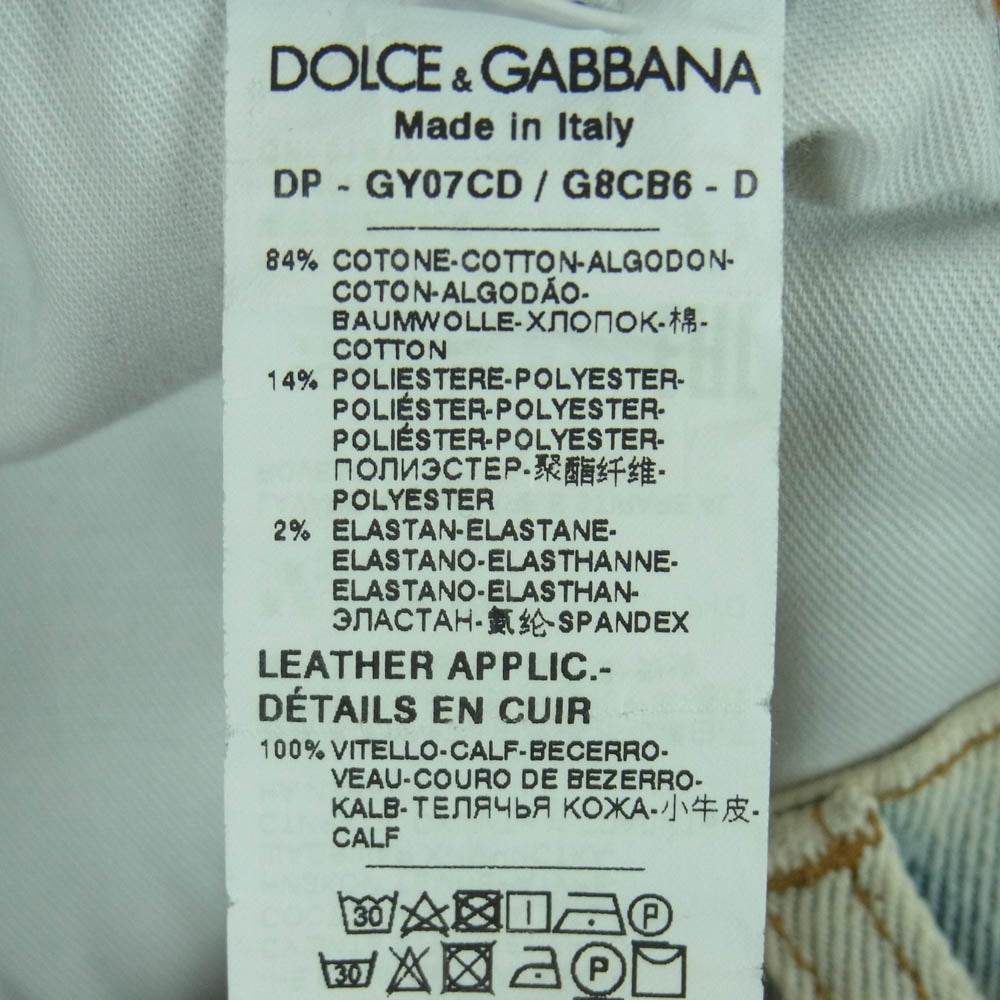 DOLCE & GABBANA
Made in Italy
DP - GY07CD / G8CB6 - D
84% COTONE-COTTON-ALGODON-
COTON-ALGODÃO-
BAUMWOLLE-ХЛОПОК-棉-
COTTON
14% POLIESTERE-POLYESTER-
POLIÉSTER-POLYESTER-
POLIÉSTER-POLYESTER-
ПОЛИЭСТЕР-聚酯纤维-
POLYESTER
2% ELASTAN-ELASTANE-
ELASTANO-ELASTHANNE-
ELASTANO-ELASTHAN-
ЭЛАСТАН-氨纶-SPANDEX
LEATHER APPLIC.-
DÉTAILS EN CUIR
100% VITELLO-CALF-BECERRO-
VEAU-COURO DE BEZERRO-
KALB-ТЕЛЯЧЬЯ КОЖА-小牛皮-
CALF
30 P
30 P